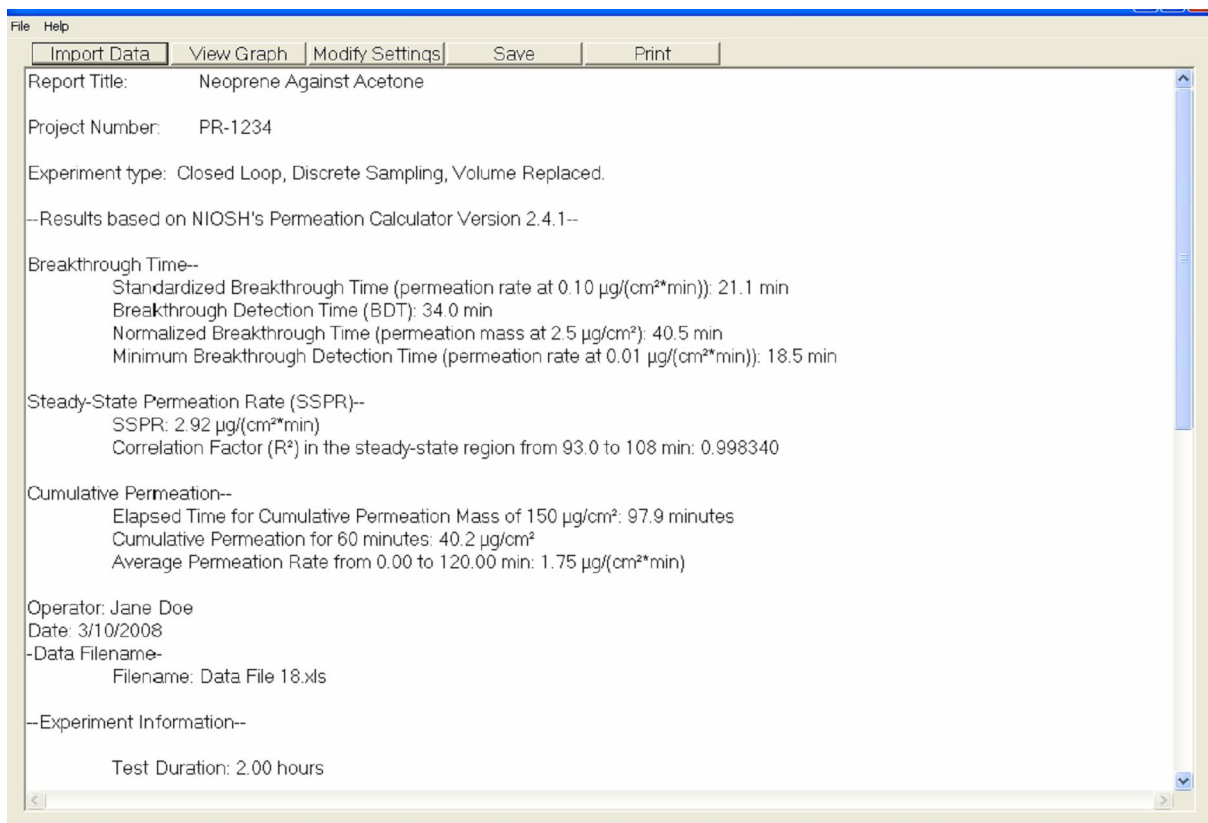 File Help
Import Data View Graph Modify Settings Save Print
Report Title: Neoprene Against Acetone
Project Number: PR-1234
Experiment type: Closed Loop, Discrete Sampling, Volume Replaced.
--Results based on NIOSH's Permeation Calculator Version 2.4.1--
Breakthrough Time--
Standardized Breakthrough Time (permeation rate at 0.10 µg/(cm²*min)): 21.1 min
Breakthrough Detection Time (BDT): 34.0 min
Normalized Breakthrough Time (permeation mass at 2.5 µg/cm²): 40.5 min
Minimum Breakthrough Detection Time (permeation rate at 0.01 µg/(cm²*min)): 18.5 min
Steady-State Permeation Rate (SSPR)--
SSPR: 2.92 µg/(cm²*min)
Correlation Factor (R²) in the steady-state region from 93.0 to 108 min: 0.998340
Cumulative Permeation--
Elapsed Time for Cumulative Permeation Mass of 150 µg/cm²: 97.9 minutes
Cumulative Permeation for 60 minutes: 40.2 µg/cm²
Average Permeation Rate from 0.00 to 120.00 min: 1.75 µg/(cm²*min)
Operator: Jane Doe
Date: 3/10/2008
-Data Filename-
Filename: Data File 18.xls
--Experiment Information--
Test Duration: 2.00 hours